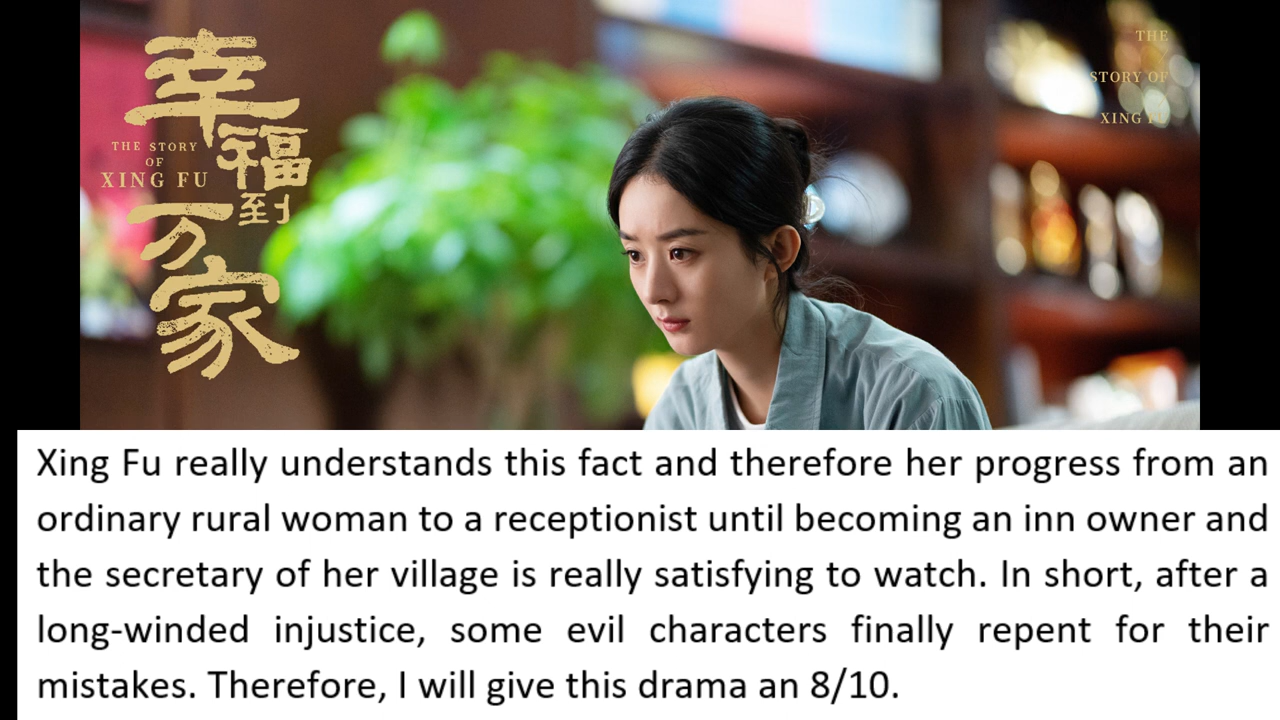 幸福到万家
THE STORY
OF
XING FU
THE
STORY OF
XING FU
Xing Fu really understands this fact and therefore her progress from an
ordinary rural woman to a receptionist until becoming an inn owner and
the secretary of her village is really satisfying to watch. In short, after a
long-winded injustice, some evil characters finally repent for their
mistakes. Therefore, I will give this drama an 8/10.